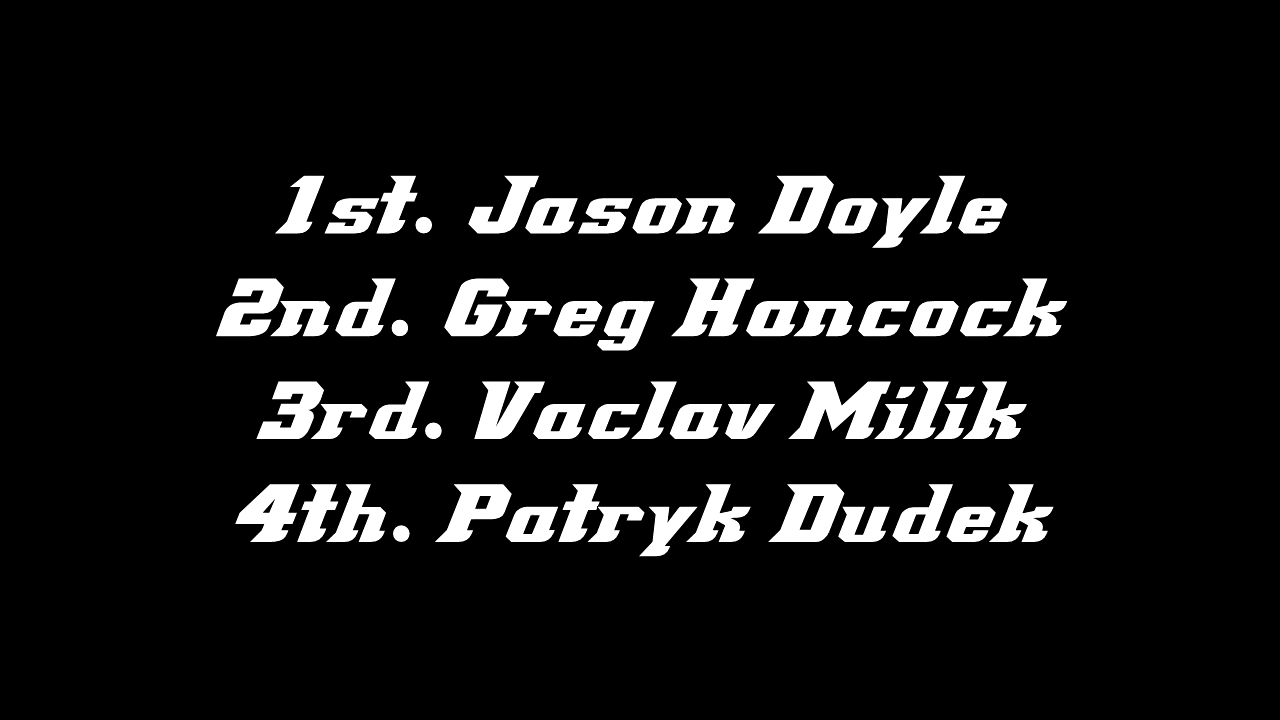 1st. Jason Doyle
2nd. Greg Hancock
3rd. Vaclav Milik
4th. Patryk Dudek